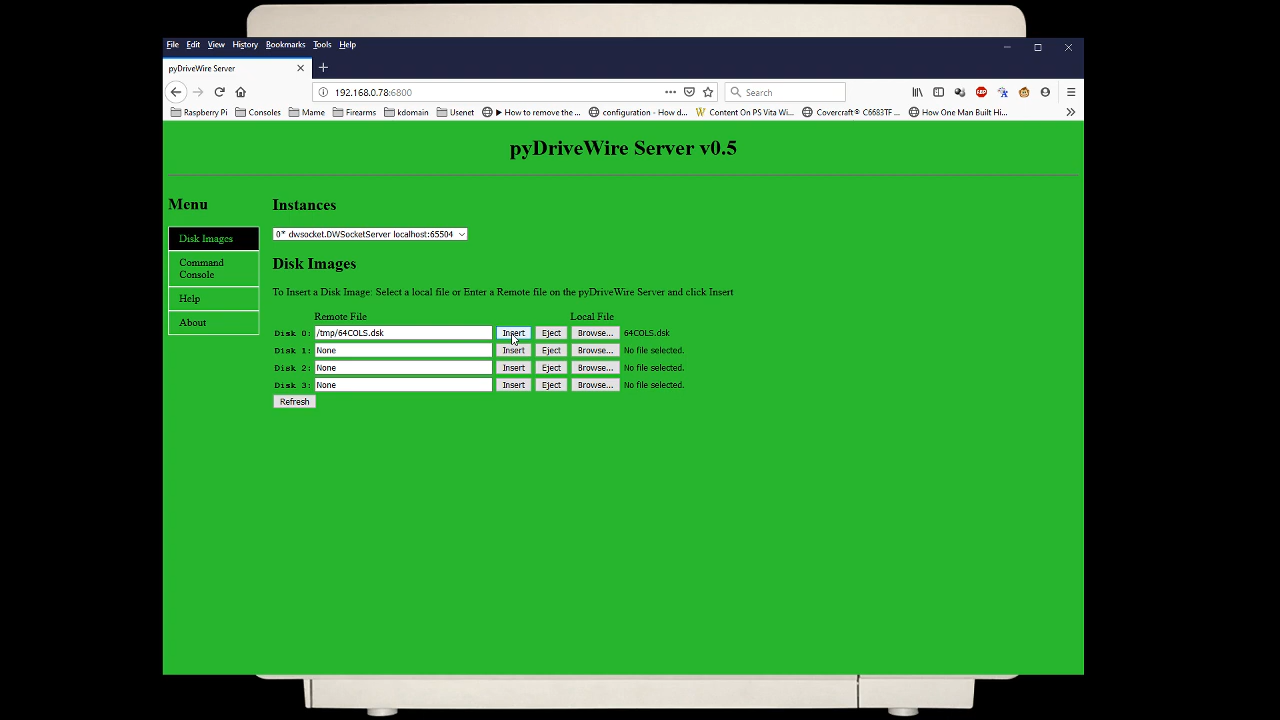 File Edit View History Bookmarks Tools Help
pyDriveWire Server
192.168.0.78:6800 Search
Raspberry Pi Consoles Mame Firearms kdomain Usenet ▶ How to remove the ... configuration - How d... Content On PS Vita Wi... Covercraft® C6683TF ... How One Man Built Hi...
pyDriveWire Server v0.5
Menu
Disk Images
Command
Console
Help
About
Instances
0* dwsocket.DWSocketServer localhost:65504
Disk Images
To Insert a Disk Image: Select a local file or Enter a Remote file on the pyDriveWire Server and click Insert
Remote File Local File
Disk 0: /tmp/64COLS.dsk Insert Eject Browse... 64COLS.dsk
Disk 1: None Insert Eject Browse... No file selected.
Disk 2: None Insert Eject Browse... No file selected.
Disk 3: None Insert Eject Browse... No file selected.
Refresh